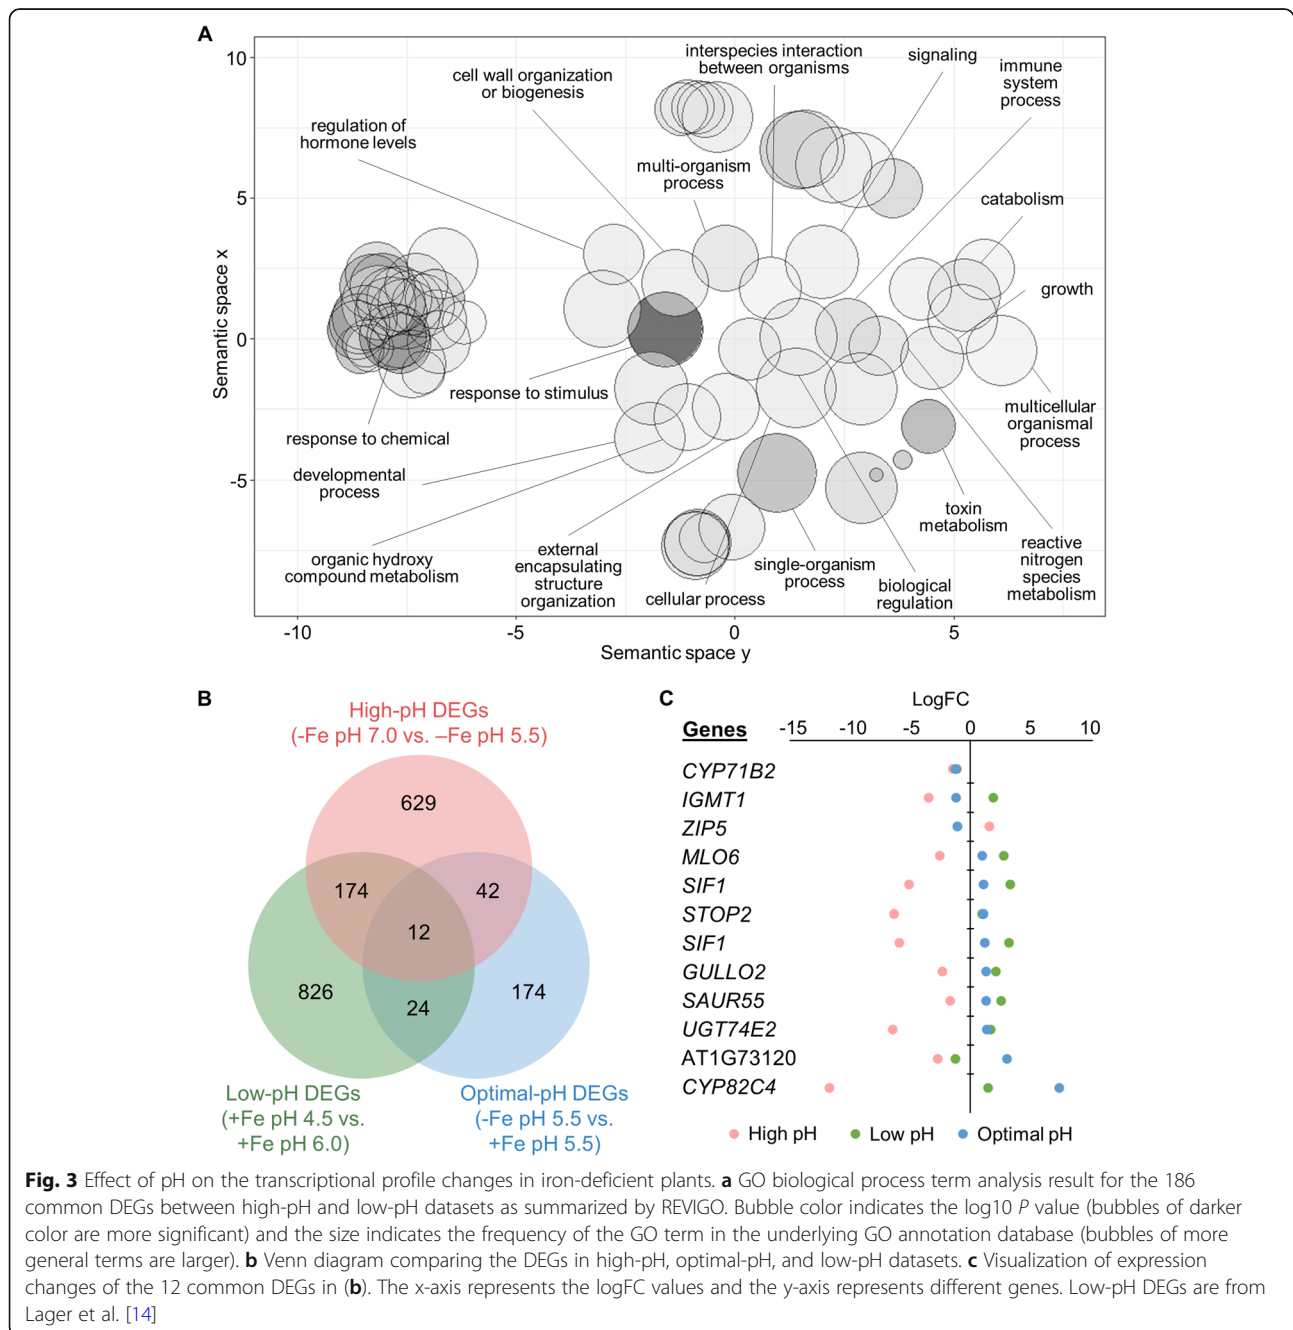 A
10
5
0
-5
-10
-5
0
5
Semantic space x
Semantic space y
interspecies interaction
between organisms
signaling
immune
system
process
cell wall organization
or biogenesis
regulation of
hormone levels
multi-organism
process
catabolism
growth
response to stimulus
response to chemical
developmental
process
multicellular
organismal
process
toxin
metabolism
organic hydroxy
compound metabolism
external
encapsulating
structure
organization
cellular process
single-organism
process
biological
regulation
reactive
nitrogen
species
metabolism
B
High-pH DEGs
(-Fe pH 7.0 vs. –Fe pH 5.5)
629
174
42
12
826
24
174
Low-pH DEGs
(+Fe pH 4.5 vs.
+Fe pH 6.0)
Optimal-pH DEGs
(-Fe pH 5.5 vs.
+Fe pH 5.5)
C
LogFC
Genes
-15 -10 -5 0 5 10
CYP71B2
IGMT1
ZIP5
MLO6
SIF1
STOP2
SIF1
GULLO2
SAUR55
UGT74E2
AT1G73120
CYP82C4
High pH Low pH Optimal pH
Fig. 3 Effect of pH on the transcriptional profile changes in iron-deficient plants. a GO biological process term analysis result for the 186
common DEGs between high-pH and low-pH datasets as summarized by REVIGO. Bubble color indicates the log10 P value (bubbles of darker
color are more significant) and the size indicates the frequency of the GO term in the underlying GO annotation database (bubbles of more
general terms are larger). b Venn diagram comparing the DEGs in high-pH, optimal-pH, and low-pH datasets. c Visualization of expression
changes of the 12 common DEGs in (b). The x-axis represents the logFC values and the y-axis represents different genes. Low-pH DEGs are from
Lager et al. [14]